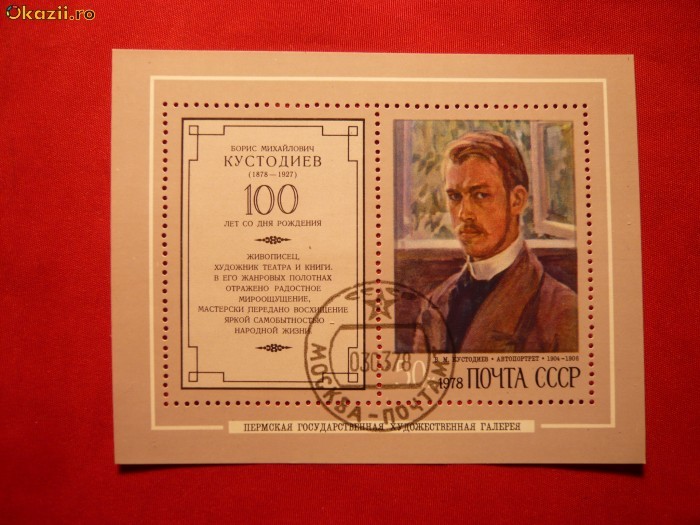 Okazii.ro
БОРИС МИХАЙЛОВИЧ
КУСТОДИЕВ
(1878—1927)
100
ЛЕТ СО ДНЯ РОЖДЕНИЯ
ЖИВОПИСЕЦ,
ХУДОЖНИК ТЕАТРА И КНИГИ.
В ЕГО ЖАНРОВЫХ ПОЛОТНАХ
ОТРАЖЕНО РАДОСТНОЕ
МИРООЩУЩЕНИЕ,
МАСТЕРСКИ ПЕРЕДАНО ВОСХИЩЕНИЕ
ЯРКОЙ САМОБЫТНОСТЬЮ
НАРОДНОЙ ЖИЗНИ
М. КУСТОДИЕВ • АВТОПОРТРЕТ •
1978 ПОЧТА СССР
СССР
030378
МОСКВА-ПОЧТАМТ
ПЕРМСКАЯ ГОСУДАРСТВЕННАЯ ХУДОЖЕСТВЕННАЯ ГАЛЕРЕЯ